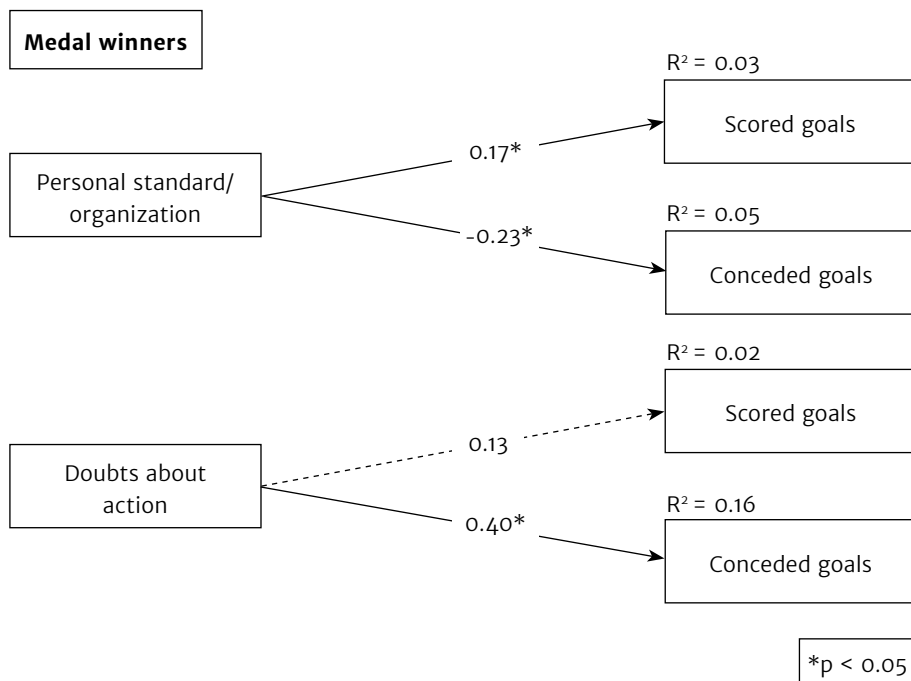 Medal winners
R² = 0.03
Scored goals
0.17*
Personal standard/
organization
R² = 0.05
-0.23*
Conceded goals
R² = 0.02
Scored goals
0.13
Doubts about
action
R² = 0.16
0.40*
Conceded goals
*p < 0.05